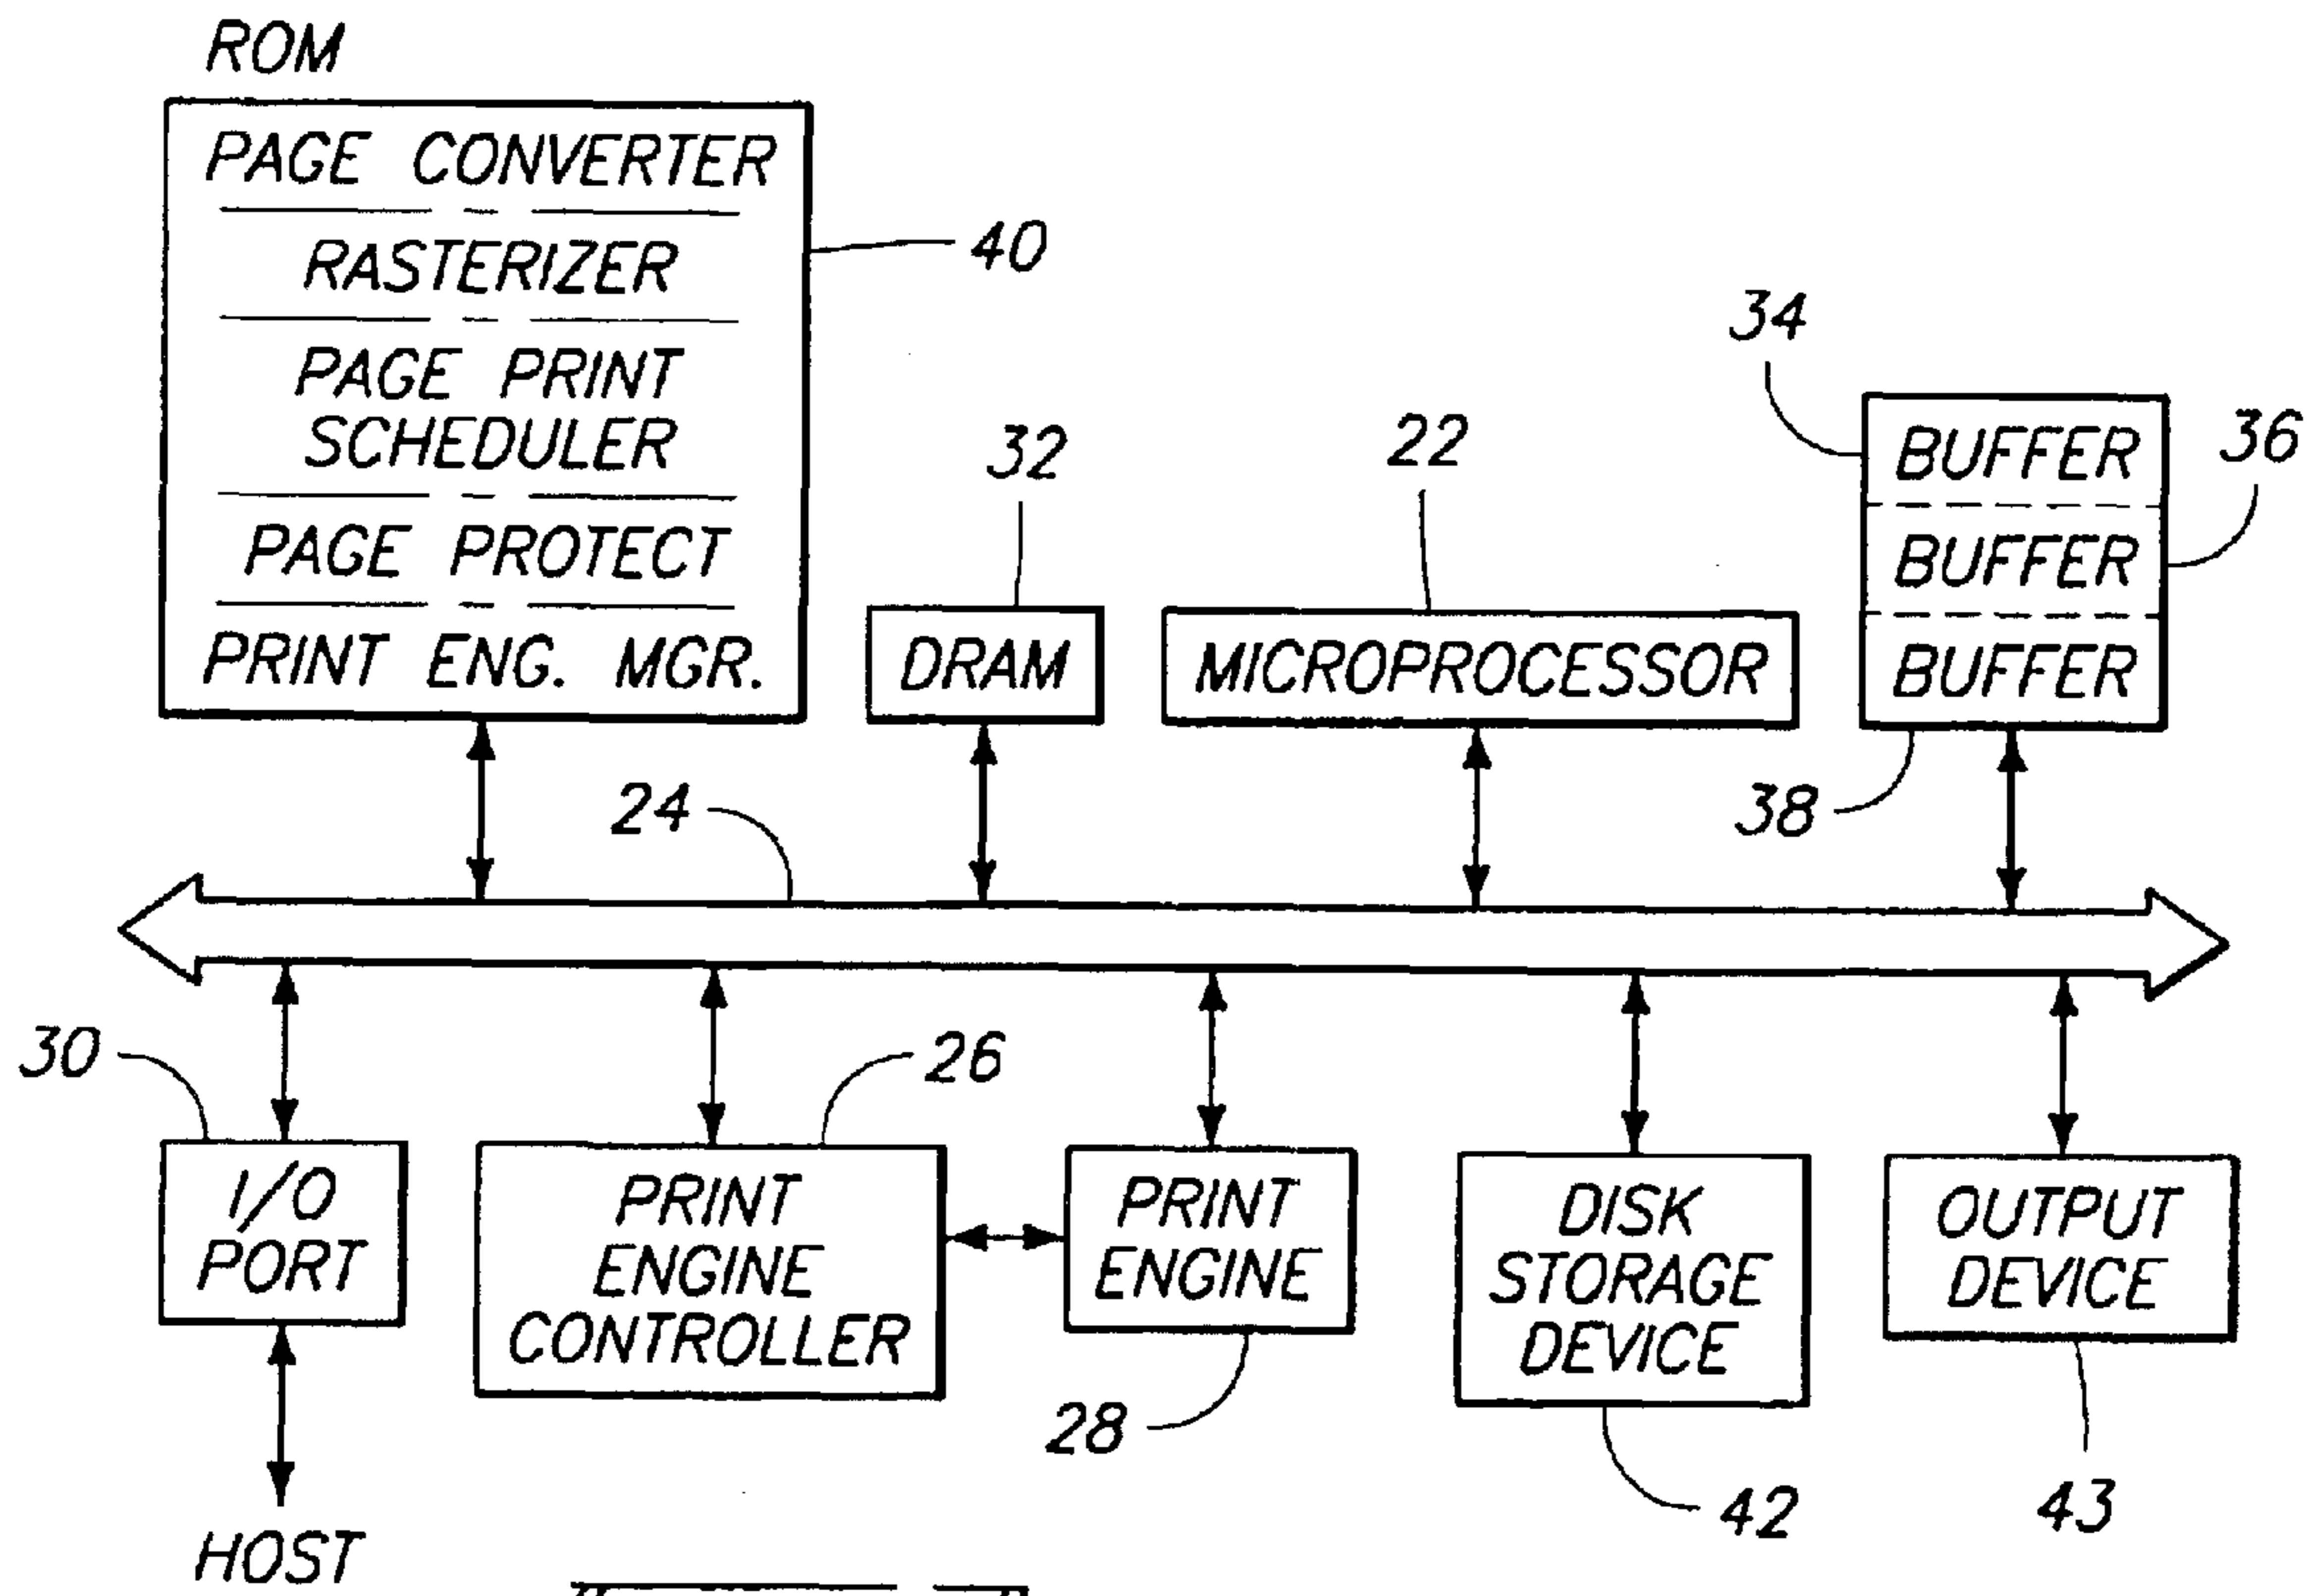 ROM
PAGE CONVERTER
RASTERIZER
PAGE PRINT
SCHEDULER
PAGE PROTECT
PRINT ENG. MGR.
40
32
DRAM
22
MICROPROCESSOR
34
BUFFER
36
BUFFER
BUFFER
38
24
30
I/O
PORT
HOST
26
PRINT
ENGINE
CONTROLLER
PRINT
ENGINE
28
DISK
STORAGE
DEVICE
42
OUTPUT
DEVICE
43